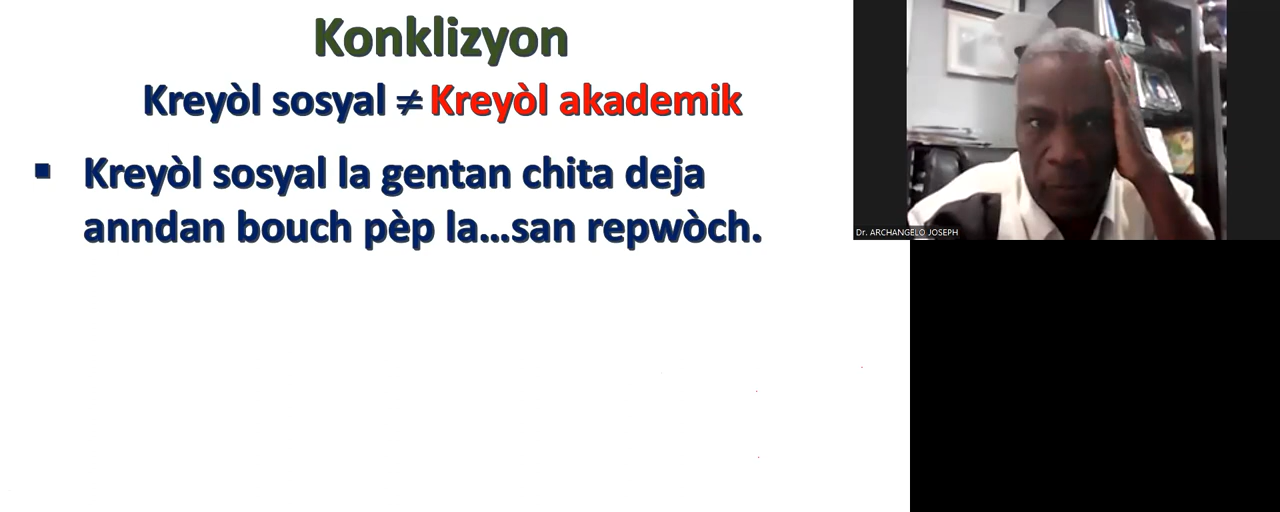 Konklizyon
Kreyòl sosyal ≠ Kreyòl akademik
▪ Kreyòl sosyal la gentan chita deja
anndan bouch pèp la...san repwòch.
Dr. ARCHANGELO JOSEPH